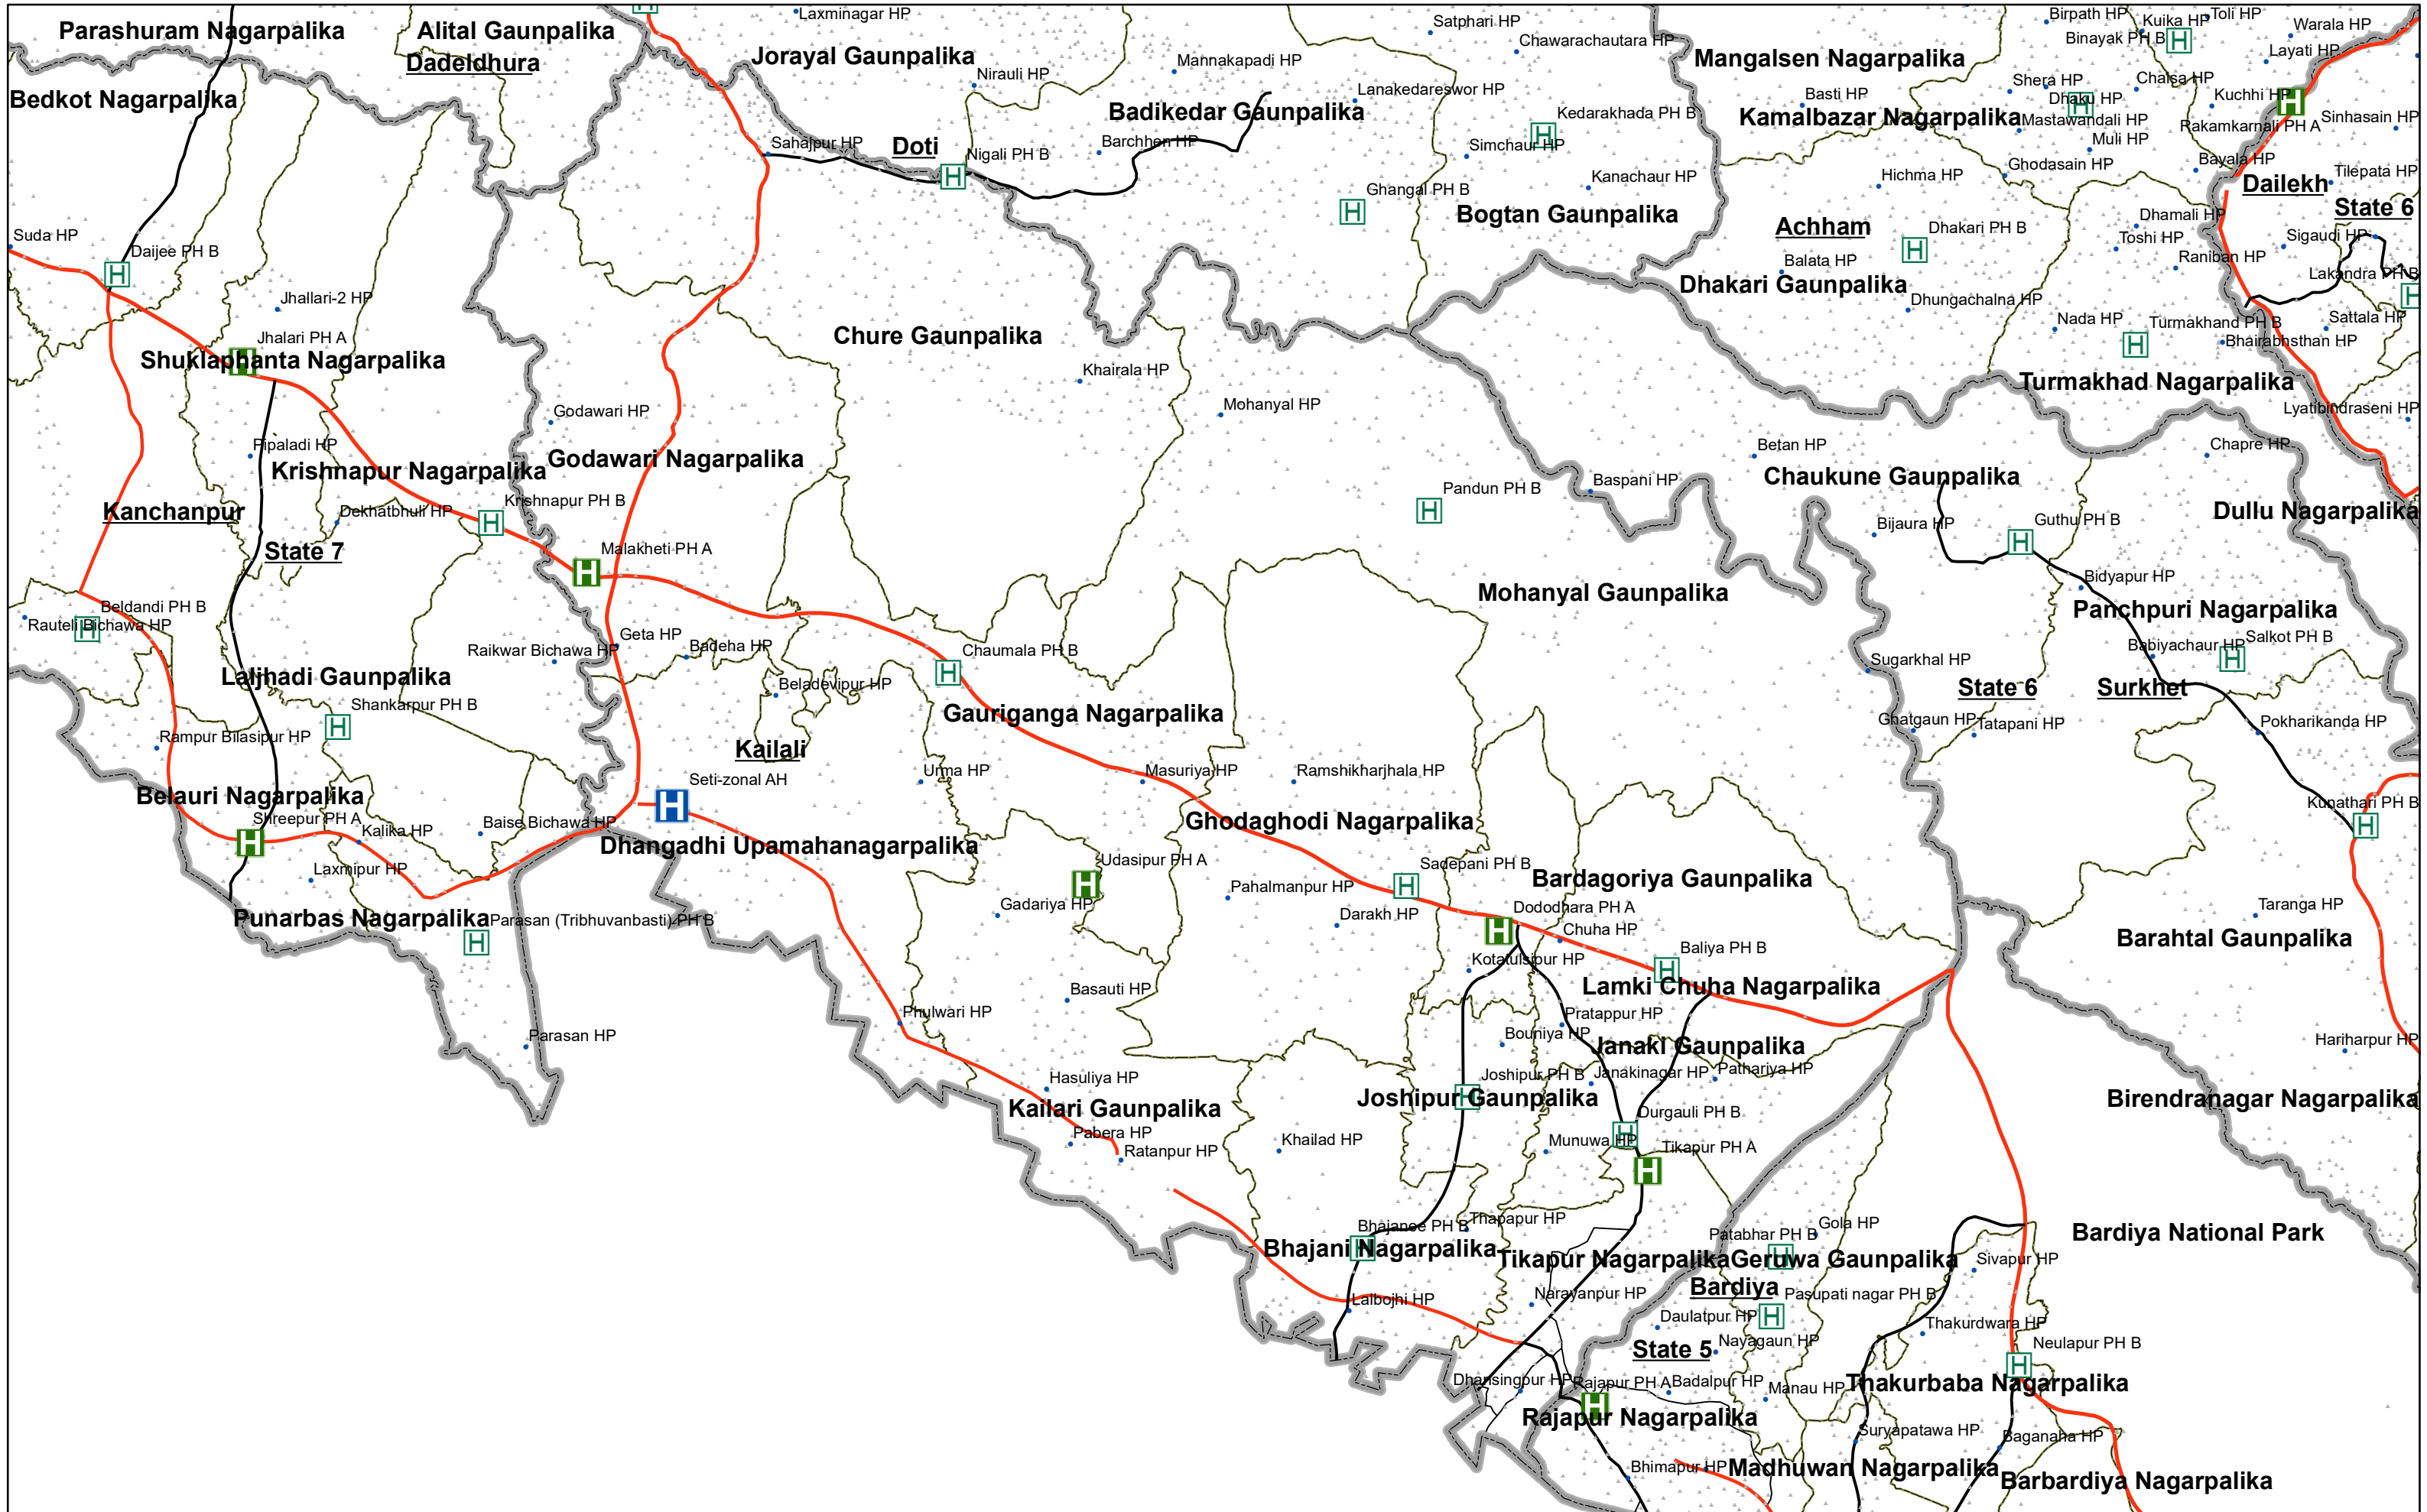 Laxminagar HP
Satphari HP
Birpath HP
Kuika HP
Toli HP
Warala HP
Parashuram Nagarpalika
Alital Gaunpalika
Dadeldhura
Jorayal Gaunpalika
Chawarachautara HP
Mangalsen Nagarpalika
Binayak PH B
Layati HP
Bedkot Nagarpalika
Nirauli HP
Mannakapadi HP
Lanakedareswor HP
Badikedar Gaunpalika
Kedarakhada PH B
Basti HP
Kamalbazar Nagarpalika
Shera HP
Chalsa HP
Dhaku HP
Kuchhi HP
Mastawandali HP
Rakamkarnali PH A
Sinhasain HP
Muli HP
Sahajpur HP
Doti
Nigali PH B
Barchhen HP
Simchaur HP
Kanachaur HP
Ghodasain HP
Bayala HP
Tilepata HP
Hichma HP
Dailekh
State 6
Ghangal PH B
Bogtan Gaunpalika
Achham
Dhakari PH B
Dhamali HP
Toshi HP
Sigaudi HP
Suda HP
Daijee PH B
Balata HP
Raniban HP
Lakandra PH B
Dhakari Gaunpalika
Dhungachalna HP
Jhallari-2 HP
Jhalari PH A
Shuklaphanta Nagarpalika
Chure Gaunpalika
Nada HP
Turmakhand PH B
Sattala HP
Bhairabhsthan HP
Khairala HP
Turmakhad Nagarpalika
Mohanyal HP
Godawari HP
Lyatibindraseni HP
Pipaladi HP
Krishnapur Nagarpalika
Godawari Nagarpalika
Betan HP
Chapre HP
Chaukune Gaunpalika
Baspani HP
Pandun PH B
Krishnapur PH B
Kanchanpur
Dekhatbhuli HP
Dullu Nagarpalika
Bijaura HP
Guthu PH B
State 7
Malakheti PH A
Mohanyal Gaunpalika
Bidyapur HP
Panchpuri Nagarpalika
Beldandi PH B
Rauteli Bichawa HP
Geta HP
Badeha HP
Raikwar Bichawa HP
Chaumala PH B
Babiyachaur HP
Salkot PH B
Sugarkhal HP
Laljhadi Gaunpalika
Beladevipur HP
State 6
Surkhet
Shankarpur PH B
Gauriganga Nagarpalika
Ghatgaun HP
Tatapani HP
Pokharikanda HP
Rampur Bilasipur HP
Kailali
Seti-zonal AH
Urma HP
Masuriya HP
Ramshikharjhala HP
Belauri Nagarpalika
Kunathari PH B
Shreepur PH A
Kalika HP
Baise Bichawa HP
Ghodaghodi Nagarpalika
Dhangadhi Upamahanagarpalika
Udasipur PH A
Sadepani PH B
Laxmipur HP
Pahalmanpur HP
Bardagoriya Gaunpalika
Gadariya HP
Darakh HP
Dododhara PH A
Taranga HP
Punarbas Nagarpalika
Parasan (Tribhuvanbasti) PH B
Chuha HP
Barahtal Gaunpalika
Baliya PH B
Kotatulsipur HP
Lamki Chuha Nagarpalika
Basauti HP
Phulwari HP
Pratappur HP
Parasan HP
Bouniya HP
Janaki Gaunpalika
Hariharpur HP
Hasuliya HP
Joshipur PH B
Janakinagar HP
Pathariya HP
Kailari Gaunpalika
Joshipur Gaunpalika
Birendranagar Nagarpalika
Durgauli PH B
Pabera HP
Khailad HP
Munuwa HP
Tikapur PH A
Ratanpur HP
Bhajanee PH B
Thapapur HP
Patabhar PH B
Gola HP
Bardiya National Park
Bhajani Nagarpalika
Tikapur Nagarpalika
Geruwa Gaunpalika
Sivapur HP
Bardiya
Pasupati nagar PH B
Lalbojhi HP
Narayanpur HP
Daulatpur HP
Thakurdwara HP
State 5
Nayagaun HP
Neulapur PH B
Dhansingpur HP
Rajapur PH A
Badalpur HP
Manau HP
Thakurbaba Nagarpalika
Rajapur Nagarpalika
Suryapatawa HP
Baganaha HP
Bhimapur HP
Madhuwan Nagarpalika
Barbardiya Nagarpalika